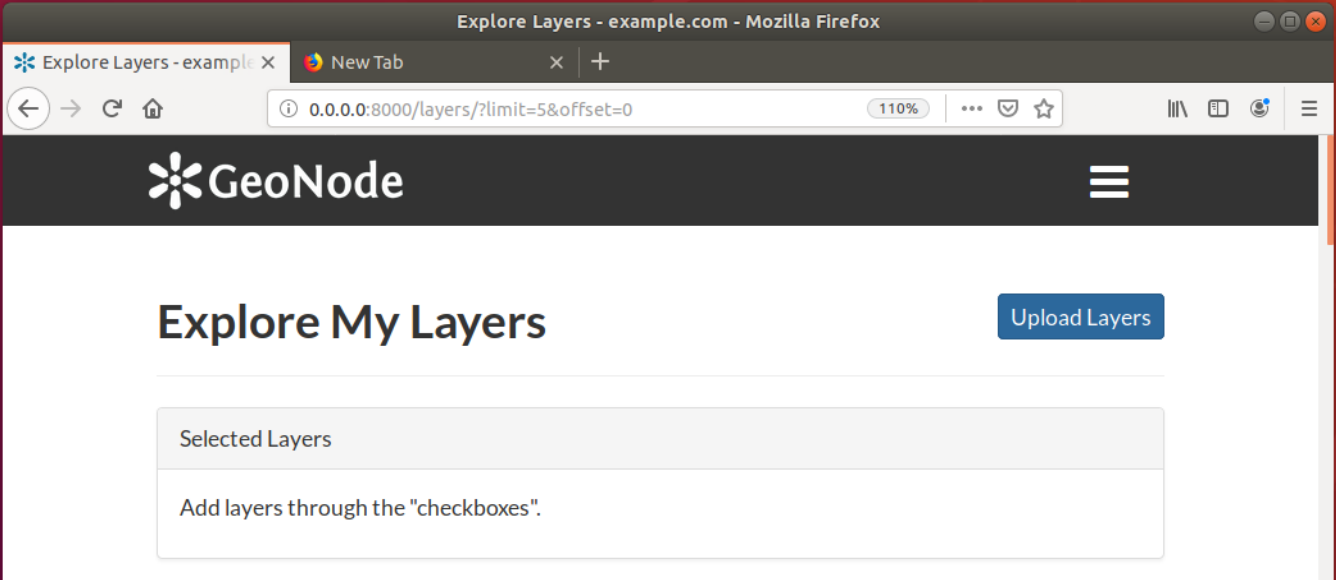 Explore Layers - example.com - Mozilla Firefox
Explore Layers - example
New Tab
0.0.0.0:8000/layers/?limit=5&offset=0
110%
GeoNode
Explore My Layers
Upload Layers
Selected Layers
Add layers through the "checkboxes".